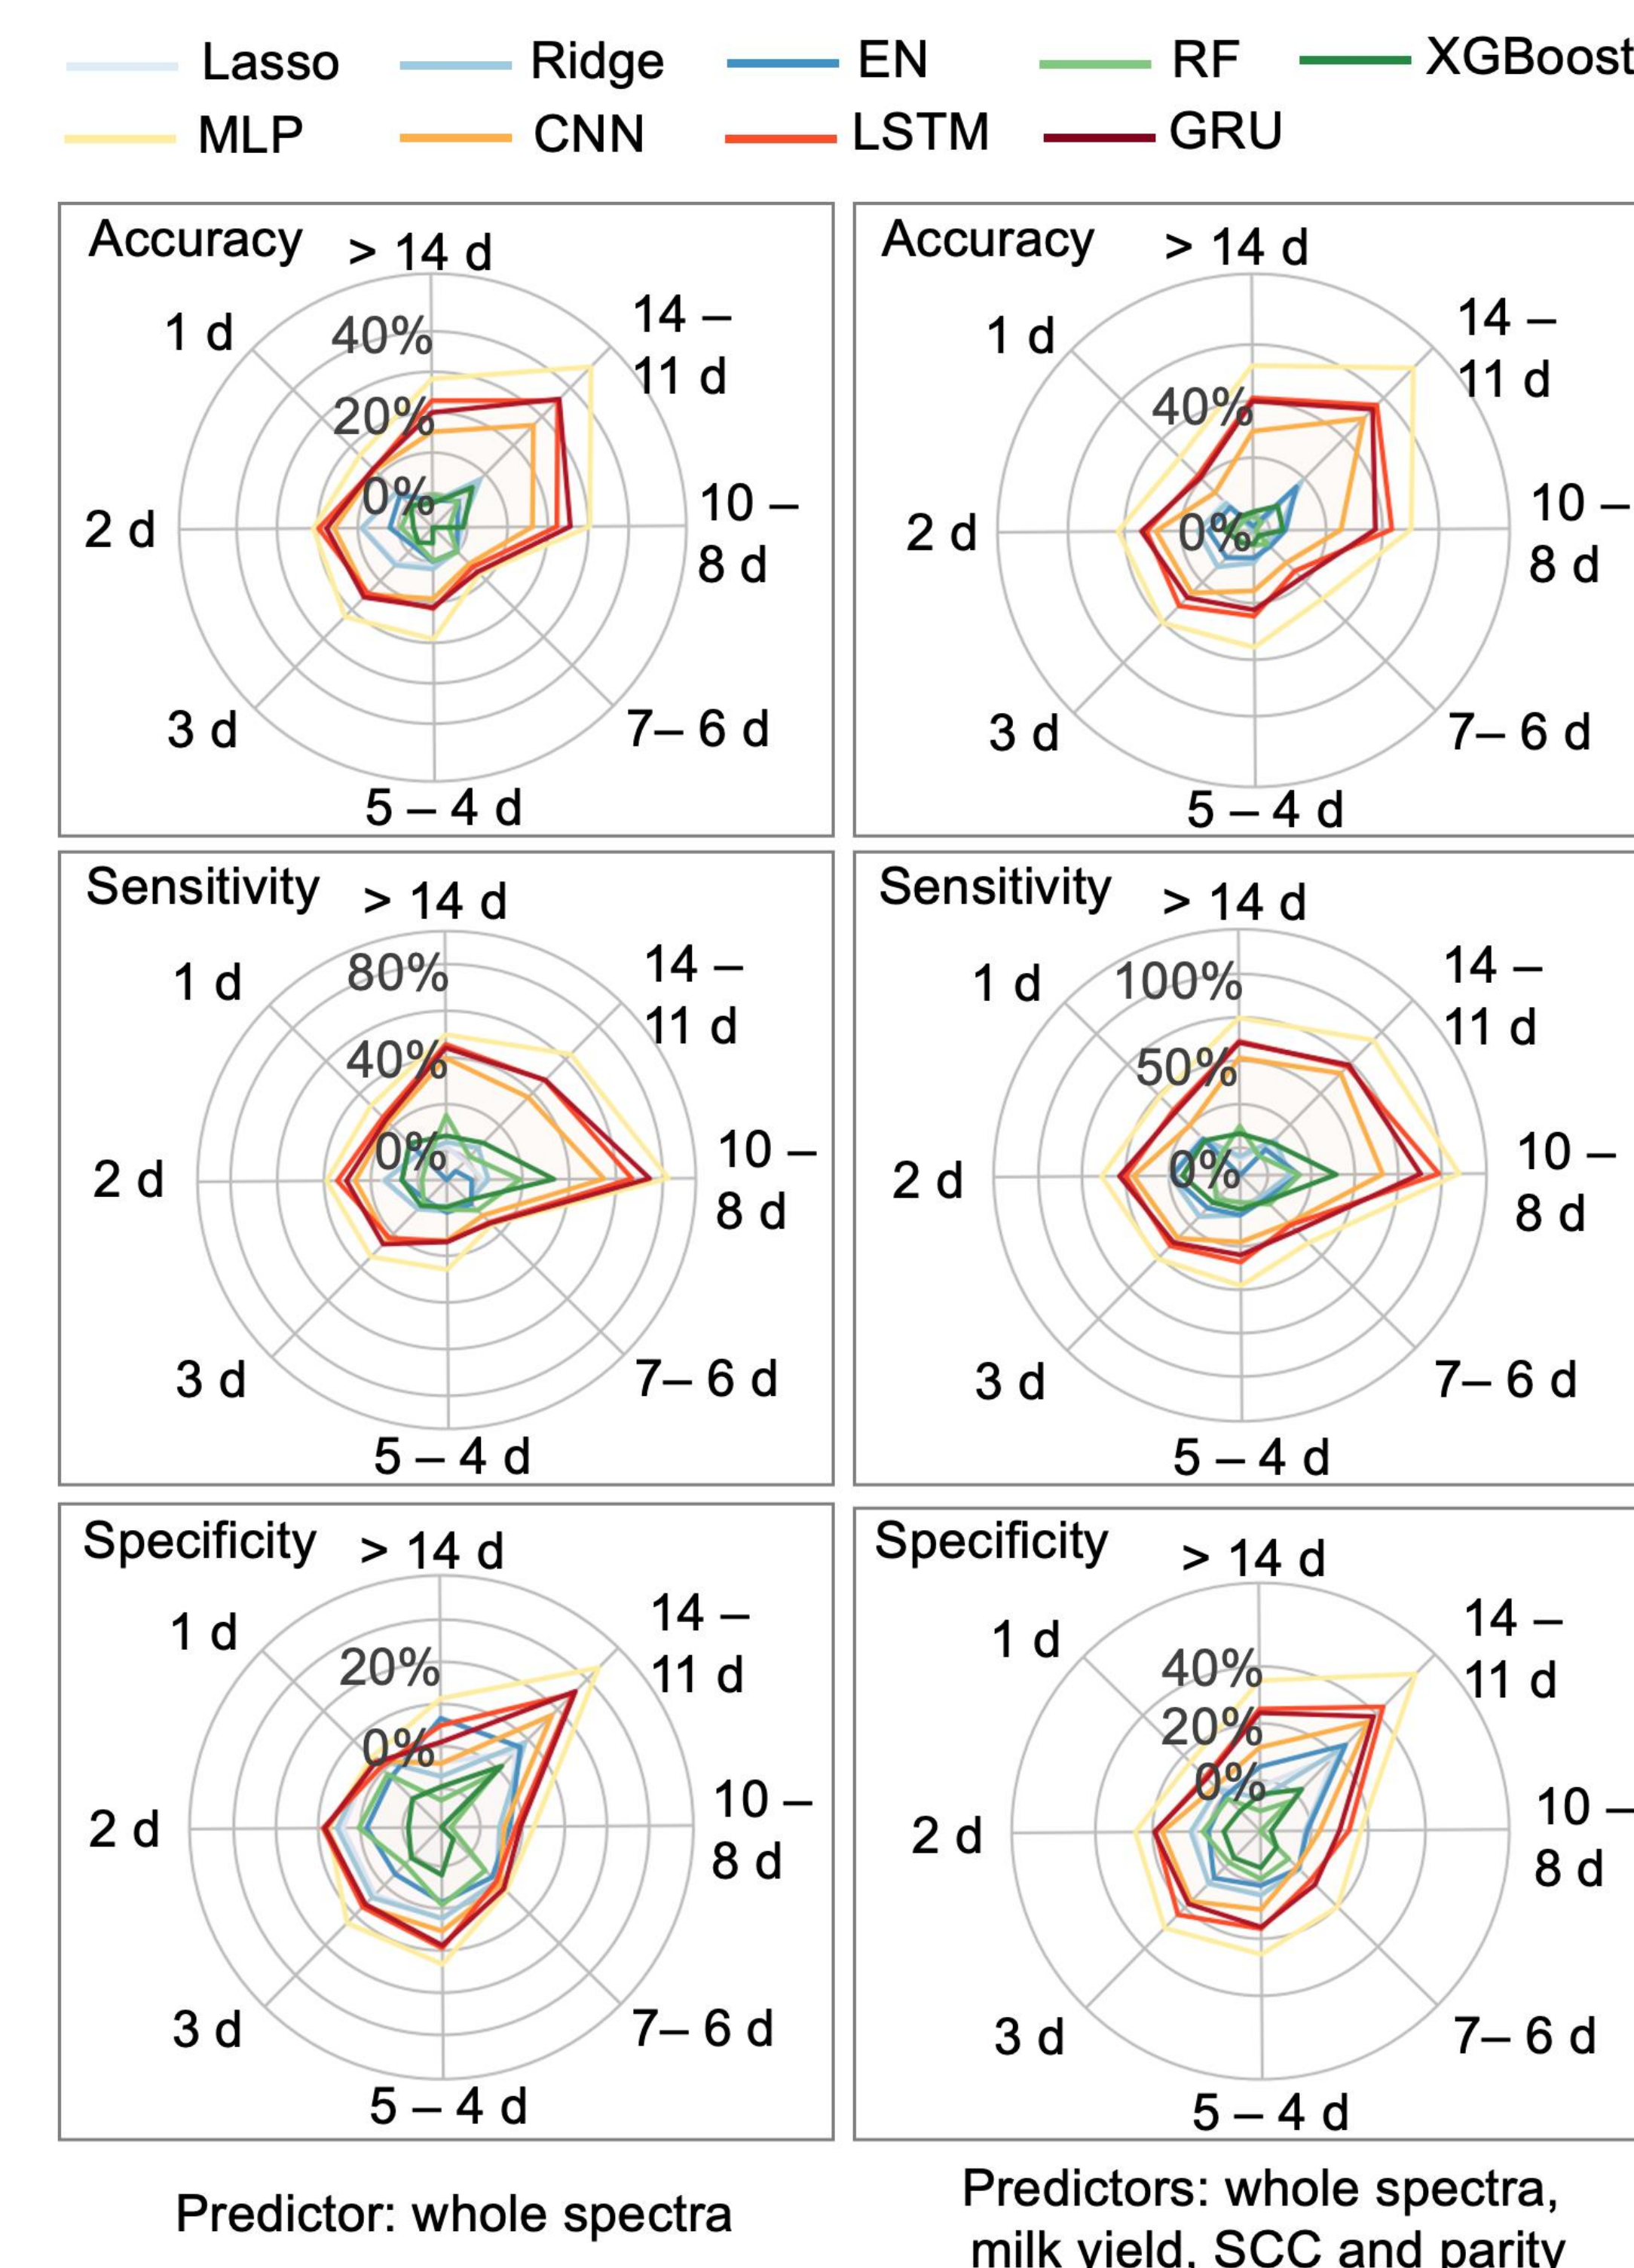 Lasso Ridge EN RF XGBoost
MLP CNN LSTM GRU
Accuracy
> 14 d
14 –
11 d
10 –
8 d
7– 6 d
5 – 4 d
3 d
2 d
1 d
40%
20%
0%
Accuracy
> 14 d
14 –
11 d
10 –
8 d
7– 6 d
5 – 4 d
3 d
2 d
1 d
40%
0%
Sensitivity
> 14 d
14 –
11 d
10 –
8 d
7– 6 d
5 – 4 d
3 d
2 d
1 d
80%
40%
0%
Sensitivity
> 14 d
14 –
11 d
10 –
8 d
7– 6 d
5 – 4 d
3 d
2 d
1 d
100%
50%
0%
Specificity
> 14 d
14 –
11 d
10 –
8 d
7– 6 d
5 – 4 d
3 d
2 d
1 d
20%
0%
Specificity
> 14 d
14 –
11 d
10 –
8 d
7– 6 d
5 – 4 d
3 d
2 d
1 d
40%
20%
0%
Predictor: whole spectra
Predictors: whole spectra,
milk yield, SCC and parity